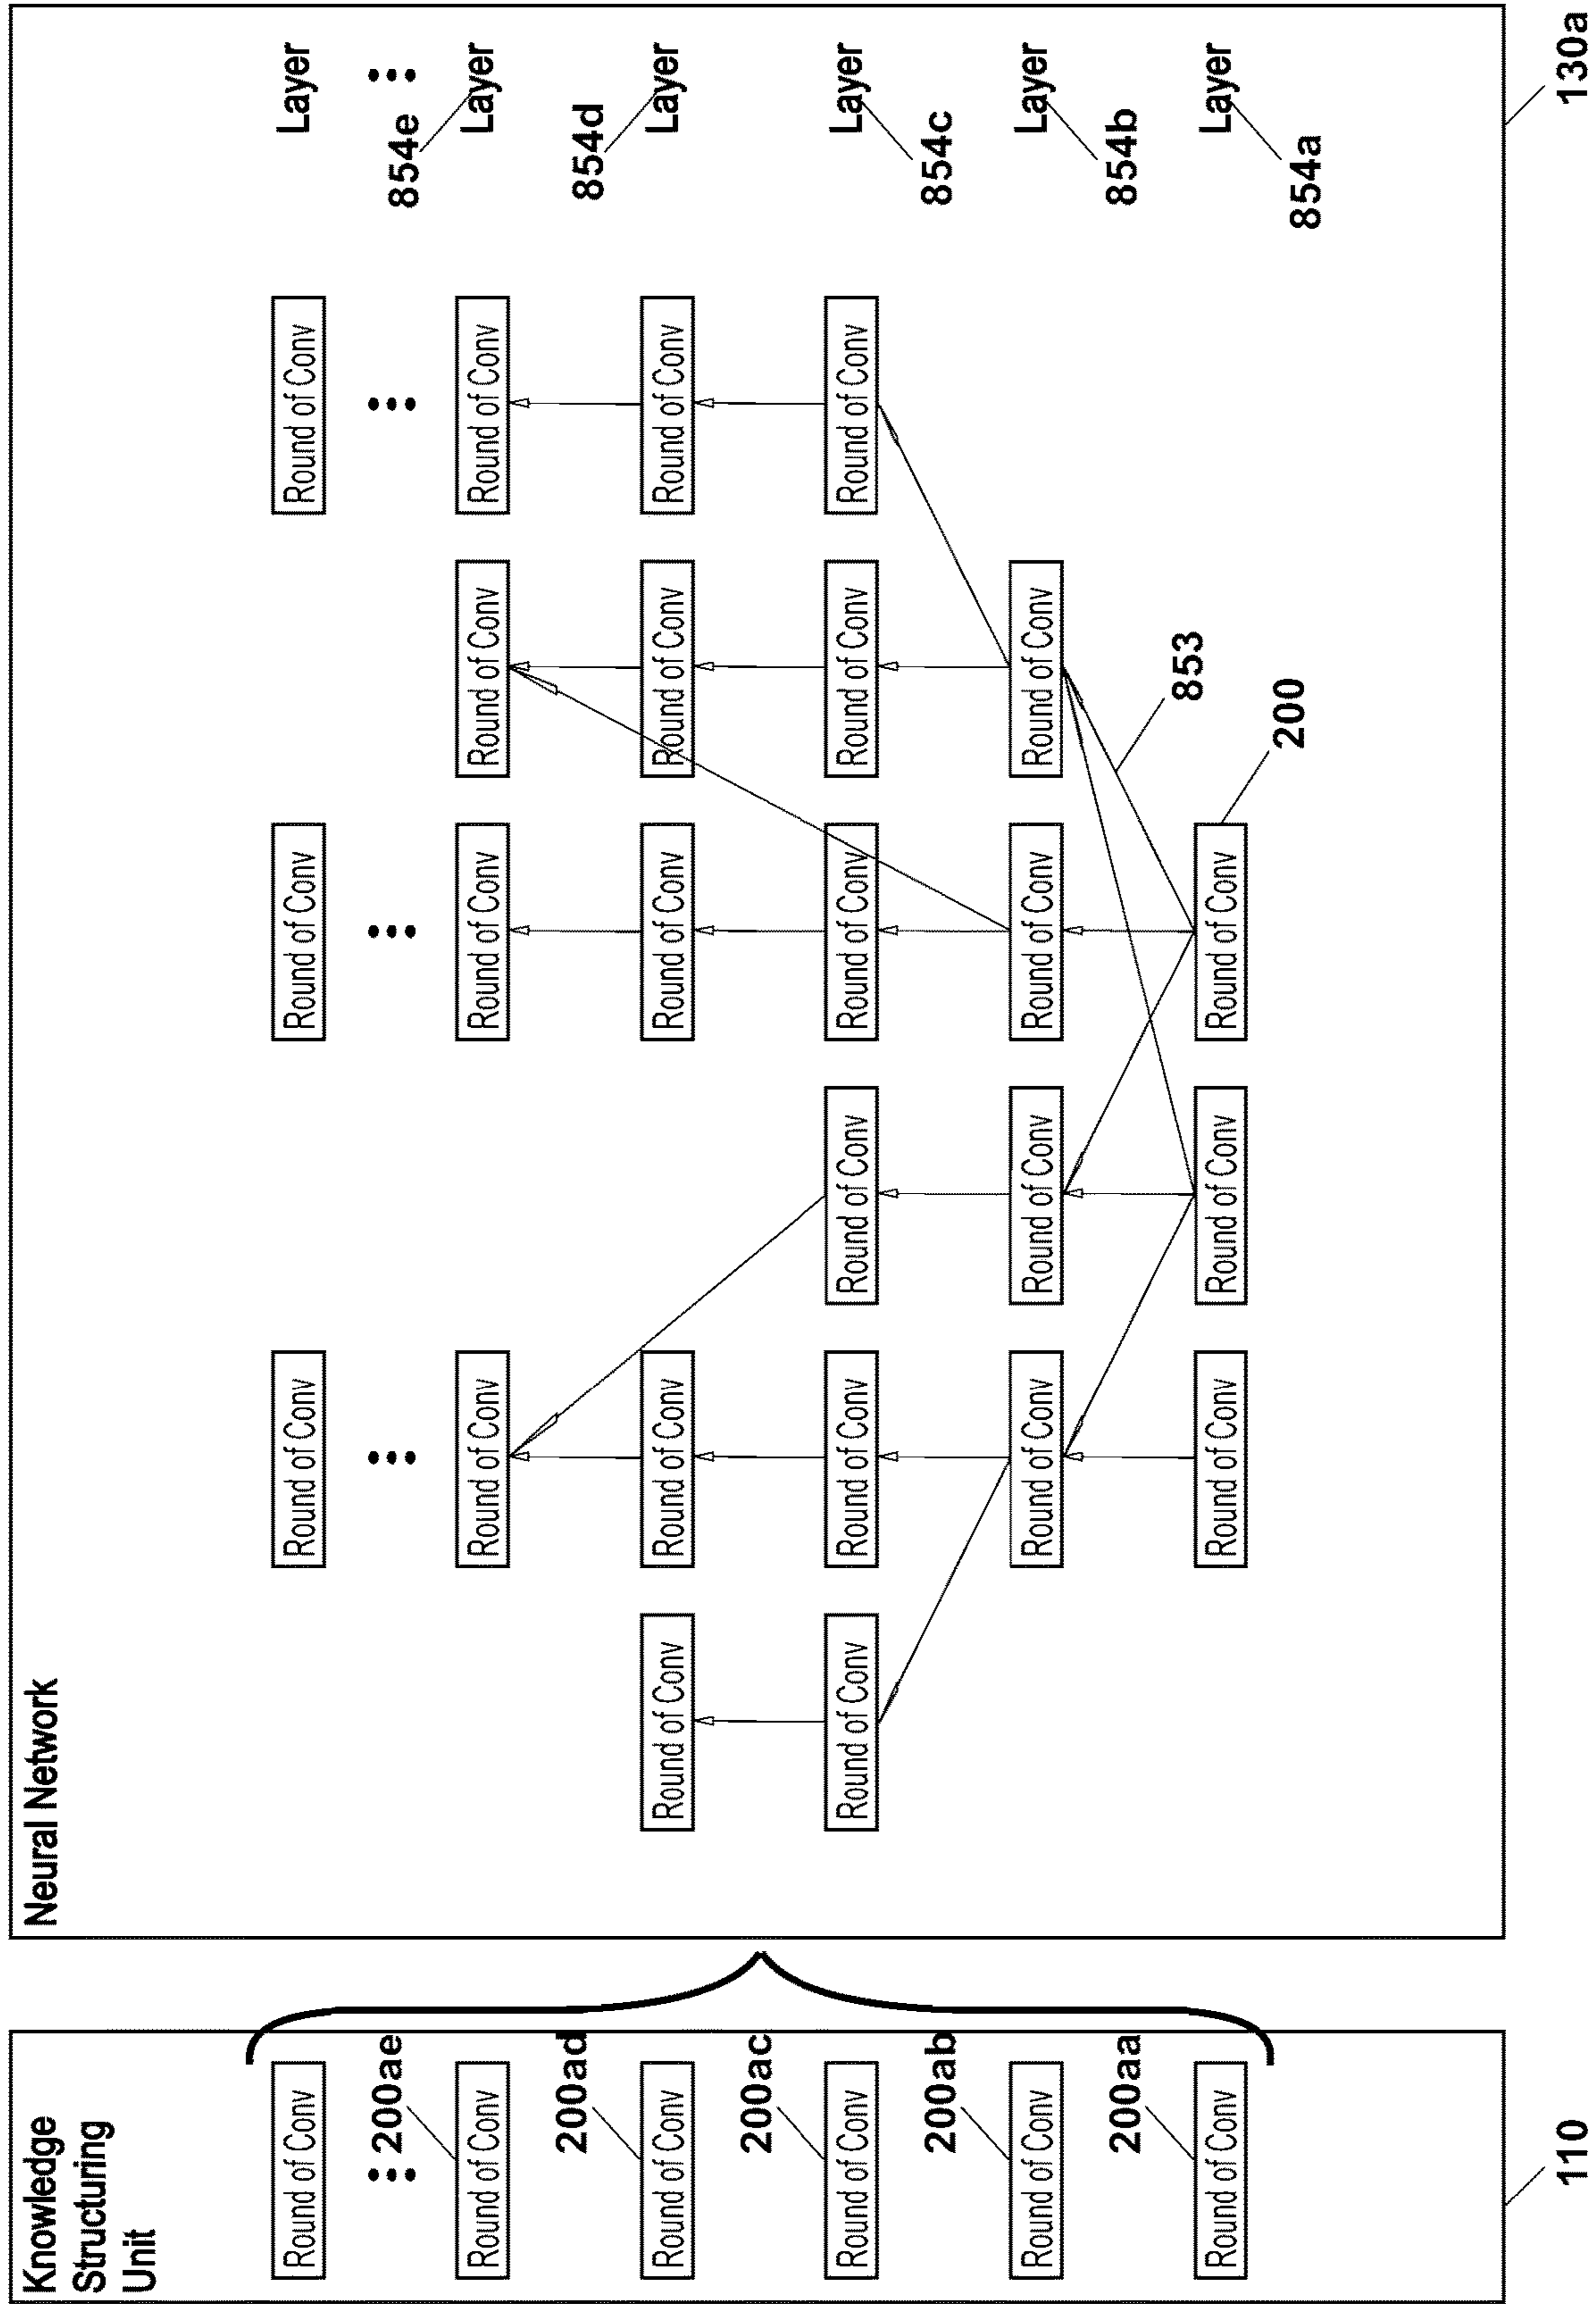 Knowledge
Structuring
Unit
Round of Conv
200ae
Round of Conv
200ad
Round of Conv
200ac
Round of Conv
200ab
Round of Conv
200aa
Round of Conv
110
Neural Network
Round of Conv Round of Conv Round of Conv Layer
854e
Round of Conv Round of Conv Round of Conv Round of Conv Layer
854d
Round of Conv Round of Conv Round of Conv Round of Conv Round of Conv Layer
Round of Conv Round of Conv Round of Conv Round of Conv Round of Conv Round of Conv Layer
854c
Round of Conv Round of Conv Round of Conv Round of Conv Layer
854b
853
Round of Conv Round of Conv Round of Conv Layer
200
854a
130a